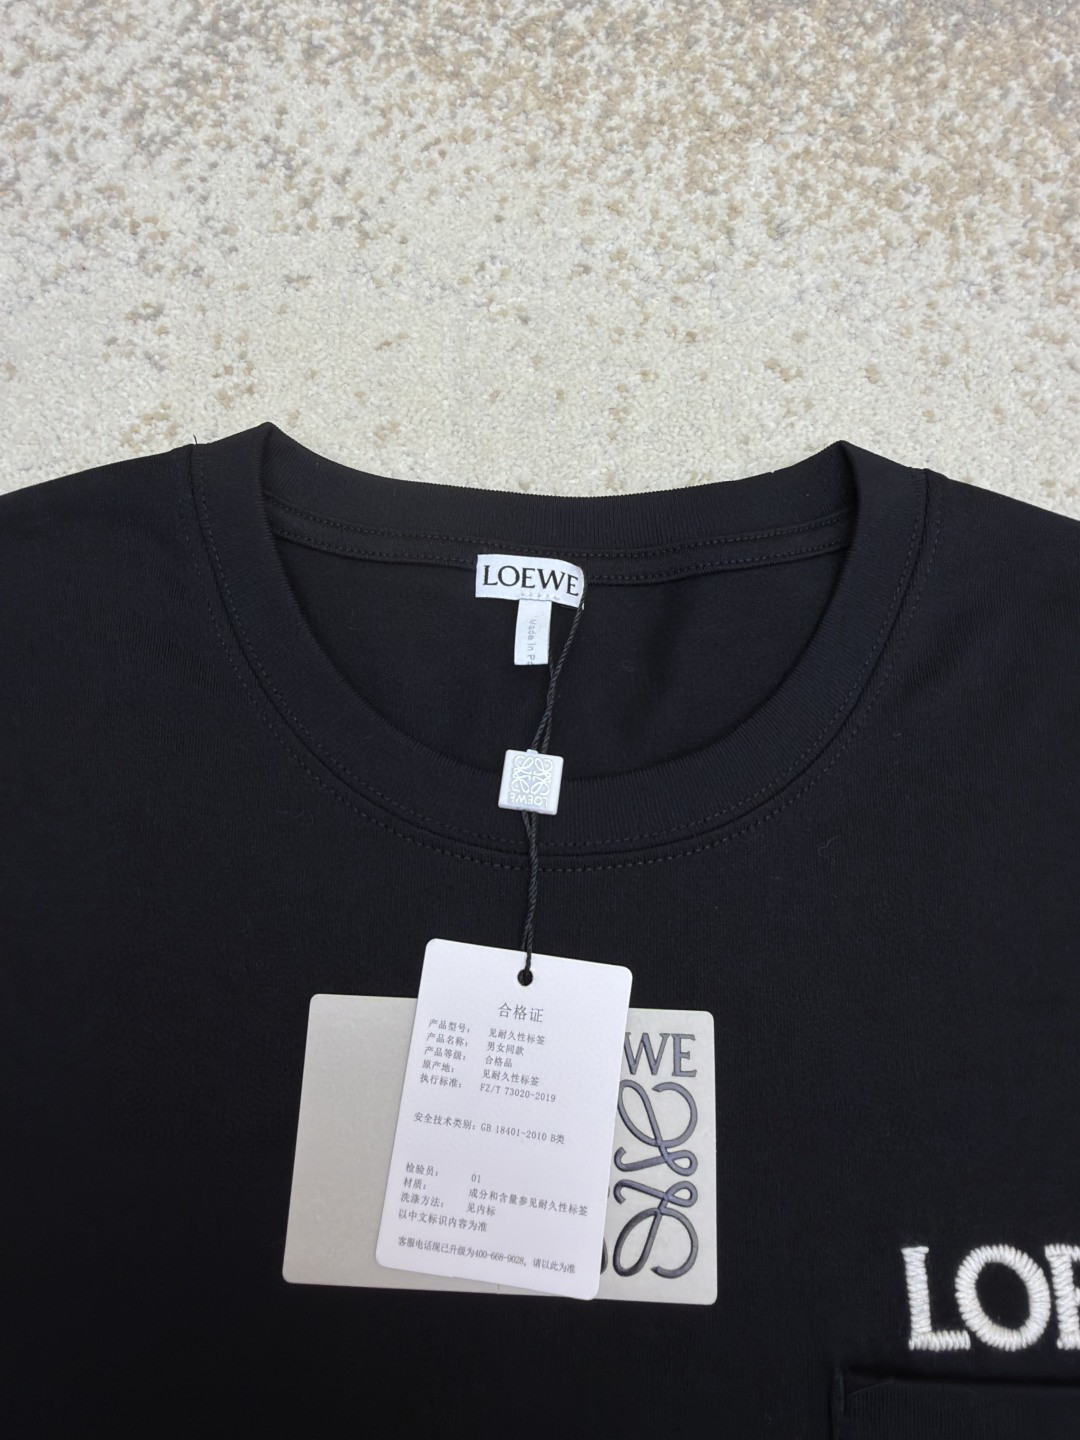 LOEWE
Made in Po
LOEWE
合格证
产品型号： 见耐久性标签
产品名称： 男女同款
产品等级： 合格品
原产地： 见耐久性标签
执行标准： FZ/T 73020-2019
安全技术类别：GB 18401-2010 B类
检验员： 01
材质： 成分和含量参见耐久性标签
洗涤方法： 见内标
以中文标识内容为准
客服电话现已升级为400-668-9028，请以此为准
WE
LOE